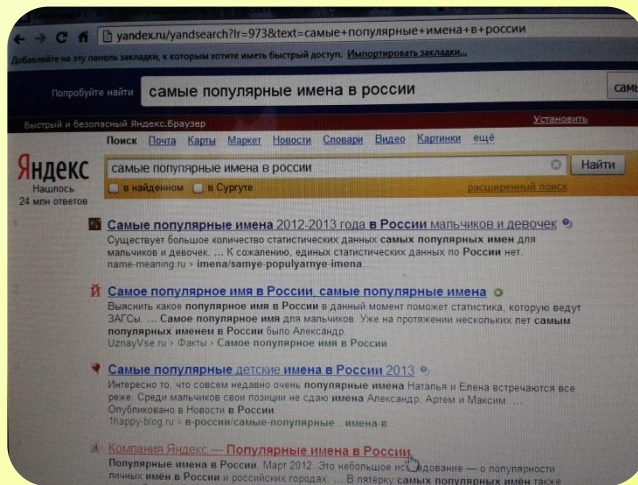 yandex.ru/yandsearch?lr=973&text=самые+популярные+имена+в+россии
Добавляйте на эту панель закладки, к которым хотите иметь быстрый доступ. Импортировать закладки...
Попробуйте найти самые популярные имена в россии
Быстрый и безопасный Яндекс.Браузер Установить
Поиск Почта Карты Маркет Новости Словари Видео Картинки ещё
Яндекс самые популярные имена в россии Найти
Нашлось в найденном в Сургуте расширенный поиск
24 млн ответов
Самые популярные имена 2012-2013 года в России мальчиков и девочек
Существует большое количество статистических данных самых популярных имен для
мальчиков и девочек. ... К сожалению, единых статистических данных по России нет.
name-meaning.ru › imena/samye-populyarnye-imena...
Самое популярное имя в России, самые популярные имена
Выяснить какое популярное имя в России в данный момент поможет статистика, которую ведут
ЗАГСы. ... Самое популярное имя для мальчиков. Уже на протяжении нескольких лет самым
популярных именем в России было Александр.
UznayVse.ru › Факты › Самое популярное имя в России
Самые популярные детские имена в России 2013
Интересно то, что совсем недавно очень популярные имена Наталья и Елена встречаются все
реже. Среди мальчиков свои позиции не сдаю имена Александр, Артем и Максим. ...
Опубликовано в Новости в России.
1happy-blog.ru › в-россии/самые-популярные...имена-в...
Компания Яндекс — Популярные имена в России
Популярные имена в России. Март 2012. Это небольшое исследование — о популярности
личных имён в России и российских городах. ... В пятерку самых популярных имён также